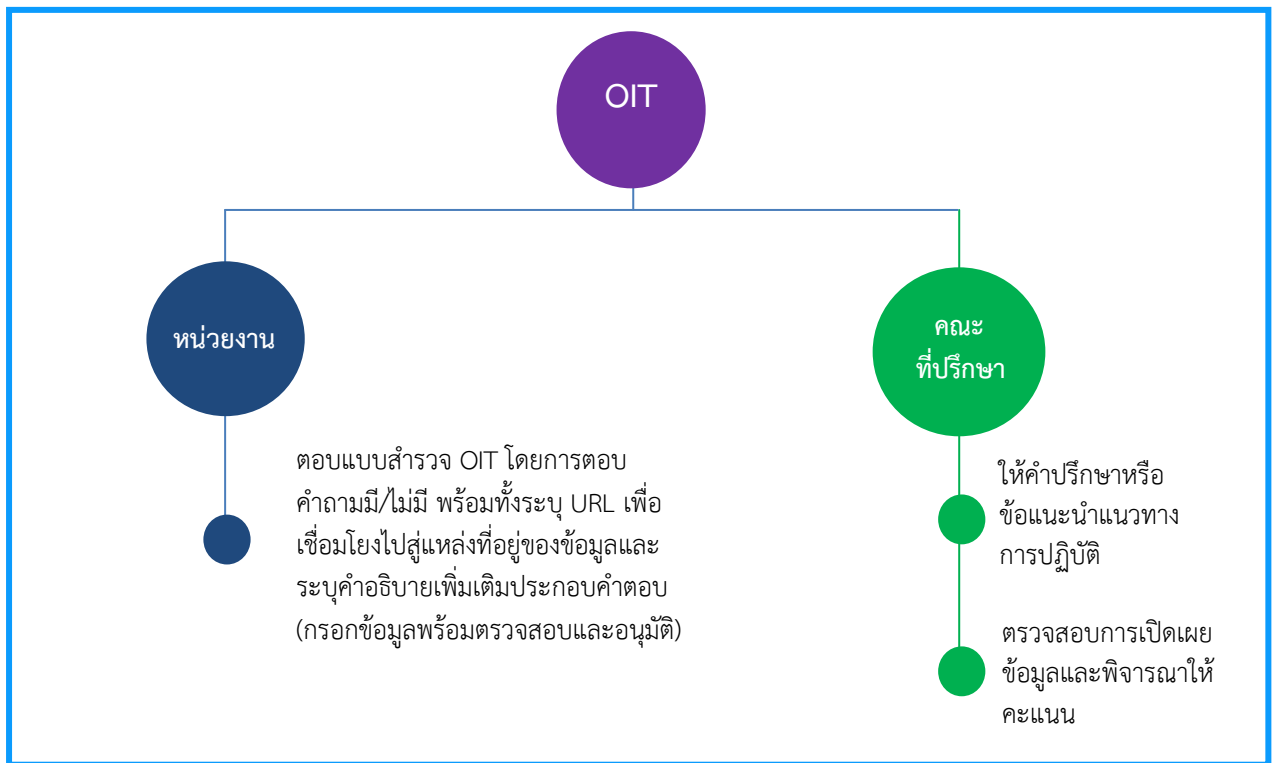 OIT
หน่วยงาน
ตอบแบบสำรวจ OIT โดยการตอบ
คำถามมี/ไม่มี พร้อมทั้งระบุ URL เพื่อ
เชื่อมโยงไปสู่แหล่งที่อยู่ของข้อมูลและ
ระบุคำอธิบายเพิ่มเติมประกอบคำตอบ
(กรอกข้อมูลพร้อมตรวจสอบและอนุมัติ)
คณะ
ที่ปรึกษา
ให้คำปรึกษาหรือ
ข้อแนะนำแนวทาง
การปฏิบัติ
ตรวจสอบการเปิดเผย
ข้อมูลและพิจารณาให้
คะแนน